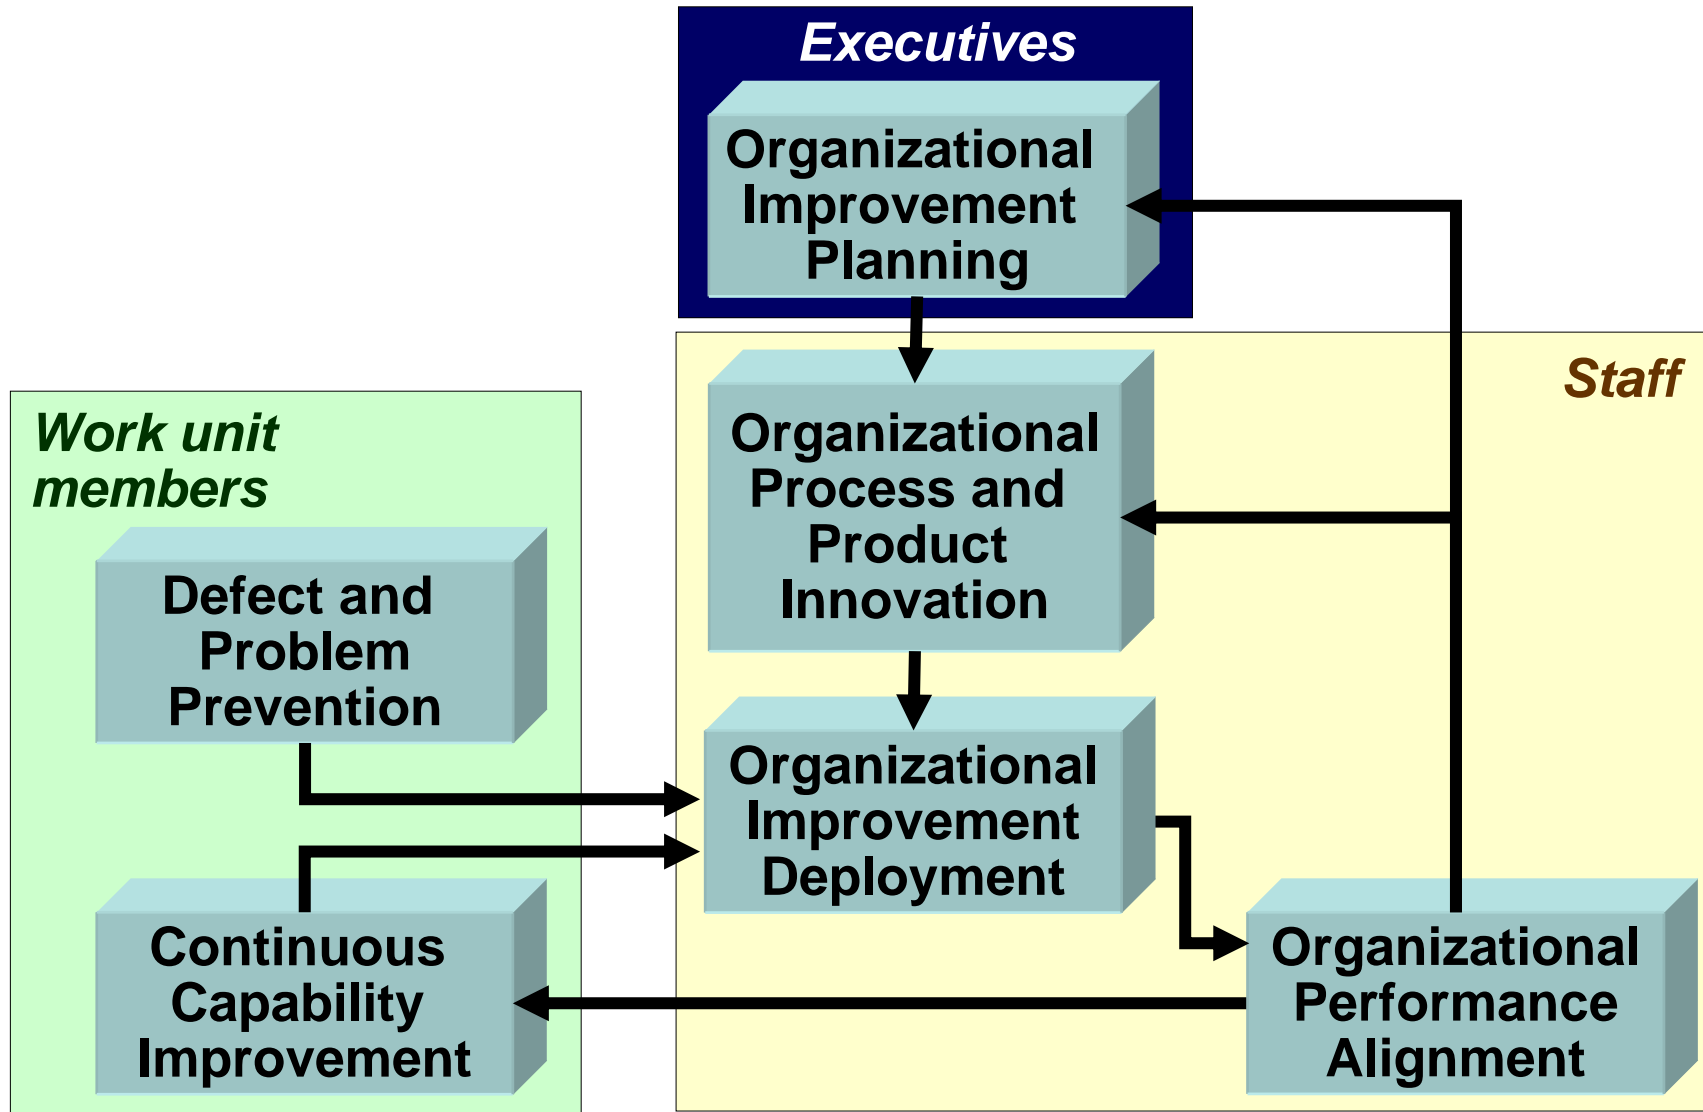 Executives
Organizational
Improvement
Planning
Staff
Organizational
Process and
Product
Innovation
Work unit
members
Defect and
Problem
Prevention
Organizational
Improvement
Deployment
Continuous
Capability
Improvement
Organizational
Performance
Alignment